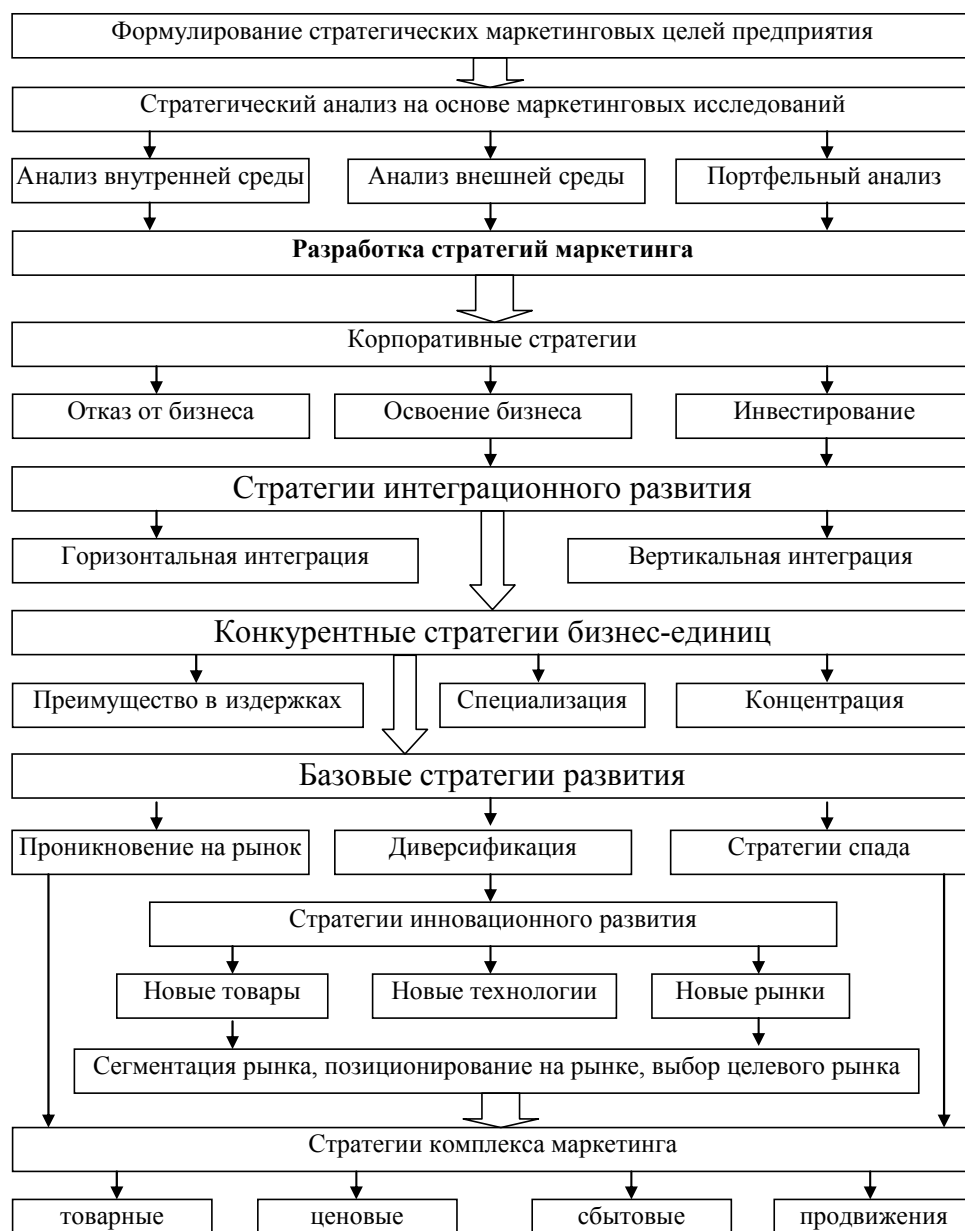 Формулирование стратегических маркетинговых целей предприятия
Стратегический анализ на основе маркетинговых исследований
Анализ внутренней среды
Анализ внешней среды
Портфельный анализ
Разработка стратегий маркетинга
Корпоративные стратегии
Отказ от бизнеса
Освоение бизнеса
Инвестирование
Стратегии интеграционного развития
Горизонтальная интеграция
Вертикальная интеграция
Конкурентные стратегии бизнес-единиц
Преимущество в издержках
Специализация
Концентрация
Базовые стратегии развития
Проникновение на рынок
Диверсификация
Стратегии спада
Стратегии инновационного развития
Новые товары
Новые технологии
Новые рынки
Сегментация рынка, позиционирование на рынке, выбор целевого рынка
Стратегии комплекса маркетинга
товарные
ценовые
сбытовые
продвижения